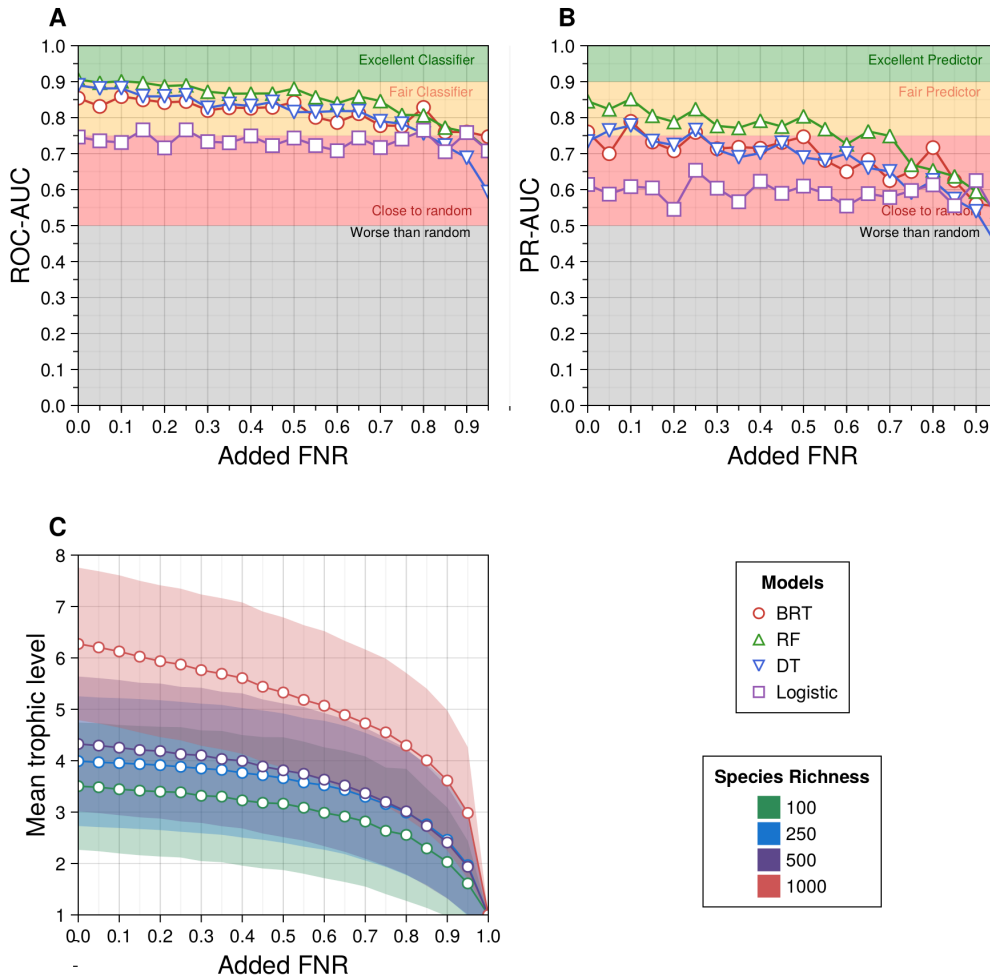 A
ROC-AUC
1.0
0.9
0.8
0.7
0.6
0.5
0.4
0.3
0.2
0.1
0.0
Excellent Classifier
Fair Classifier
Close to random
Worse than random
0.0 0.1 0.2 0.3 0.4 0.5 0.6 0.7 0.8 0.9
Added FNR
B
PR-AUC
1.0
0.9
0.8
0.7
0.6
0.5
0.4
0.3
0.2
0.1
0.0
Excellent Predictor
Fair Predictor
Close to random
Worse than random
0.0 0.1 0.2 0.3 0.4 0.5 0.6 0.7 0.8 0.9
Added FNR
C
Mean trophic level
8
7
6
5
4
3
2
1
0.0 0.1 0.2 0.3 0.4 0.5 0.6 0.7 0.8 0.9 1.0
Added FNR
Models
BRT
RF
DT
Logistic
Species Richness
100
250
500
1000